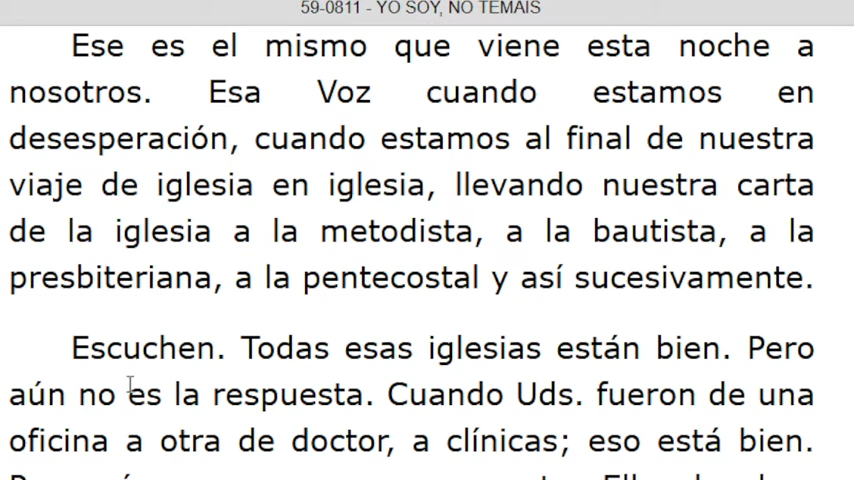 59-0811 - YO SOY, NO TEMAIS
Ese es el mismo que viene esta noche a
nosotros. Esa Voz cuando estamos en
desesperación, cuando estamos al final de nuestra
viaje de iglesia en iglesia, llevando nuestra carta
de la iglesia a la metodista, a la bautista, a la
presbiteriana, a la pentecostal y así sucesivamente.
Escuchen. Todas esas iglesias están bien. Pero
aún no es la respuesta. Cuando Uds. fueron de una
oficina a otra de doctor, a clínicas; eso está bien.